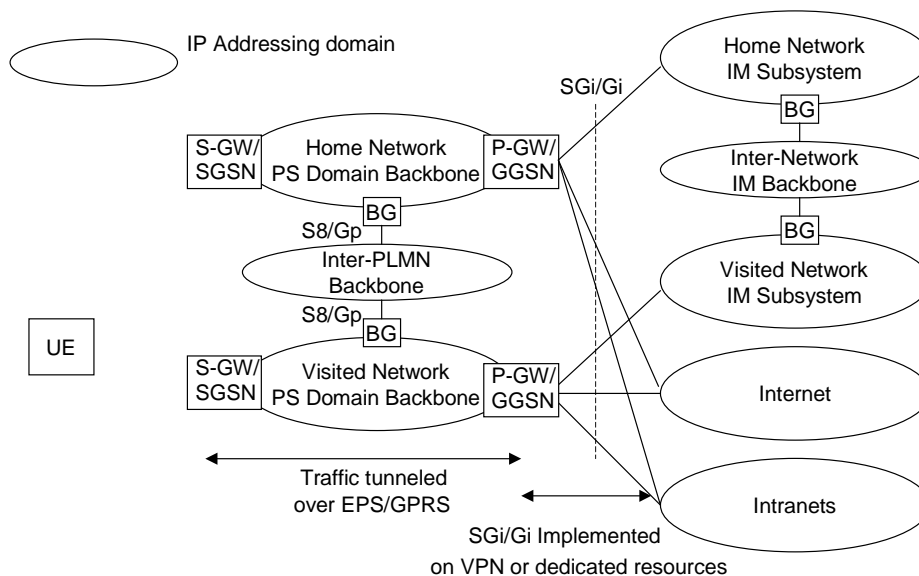 IP Addressing domain
SGi/Gi
Home Network
IM Subsystem
BG
Inter-Network
IM Backbone
BG
Visited Network
IM Subsystem
S-GW/
SGSN
Home Network
PS Domain Backbone
P-GW/
GGSN
BG
S8/Gp
Inter-PLMN
Backbone
S8/Gp
BG
UE
S-GW/
SGSN
Visited Network
PS Domain Backbone
P-GW/
GGSN
Internet
Intranets
Traffic tunneled
over EPS/GPRS
SGi/Gi Implemented
on VPN or dedicated resources